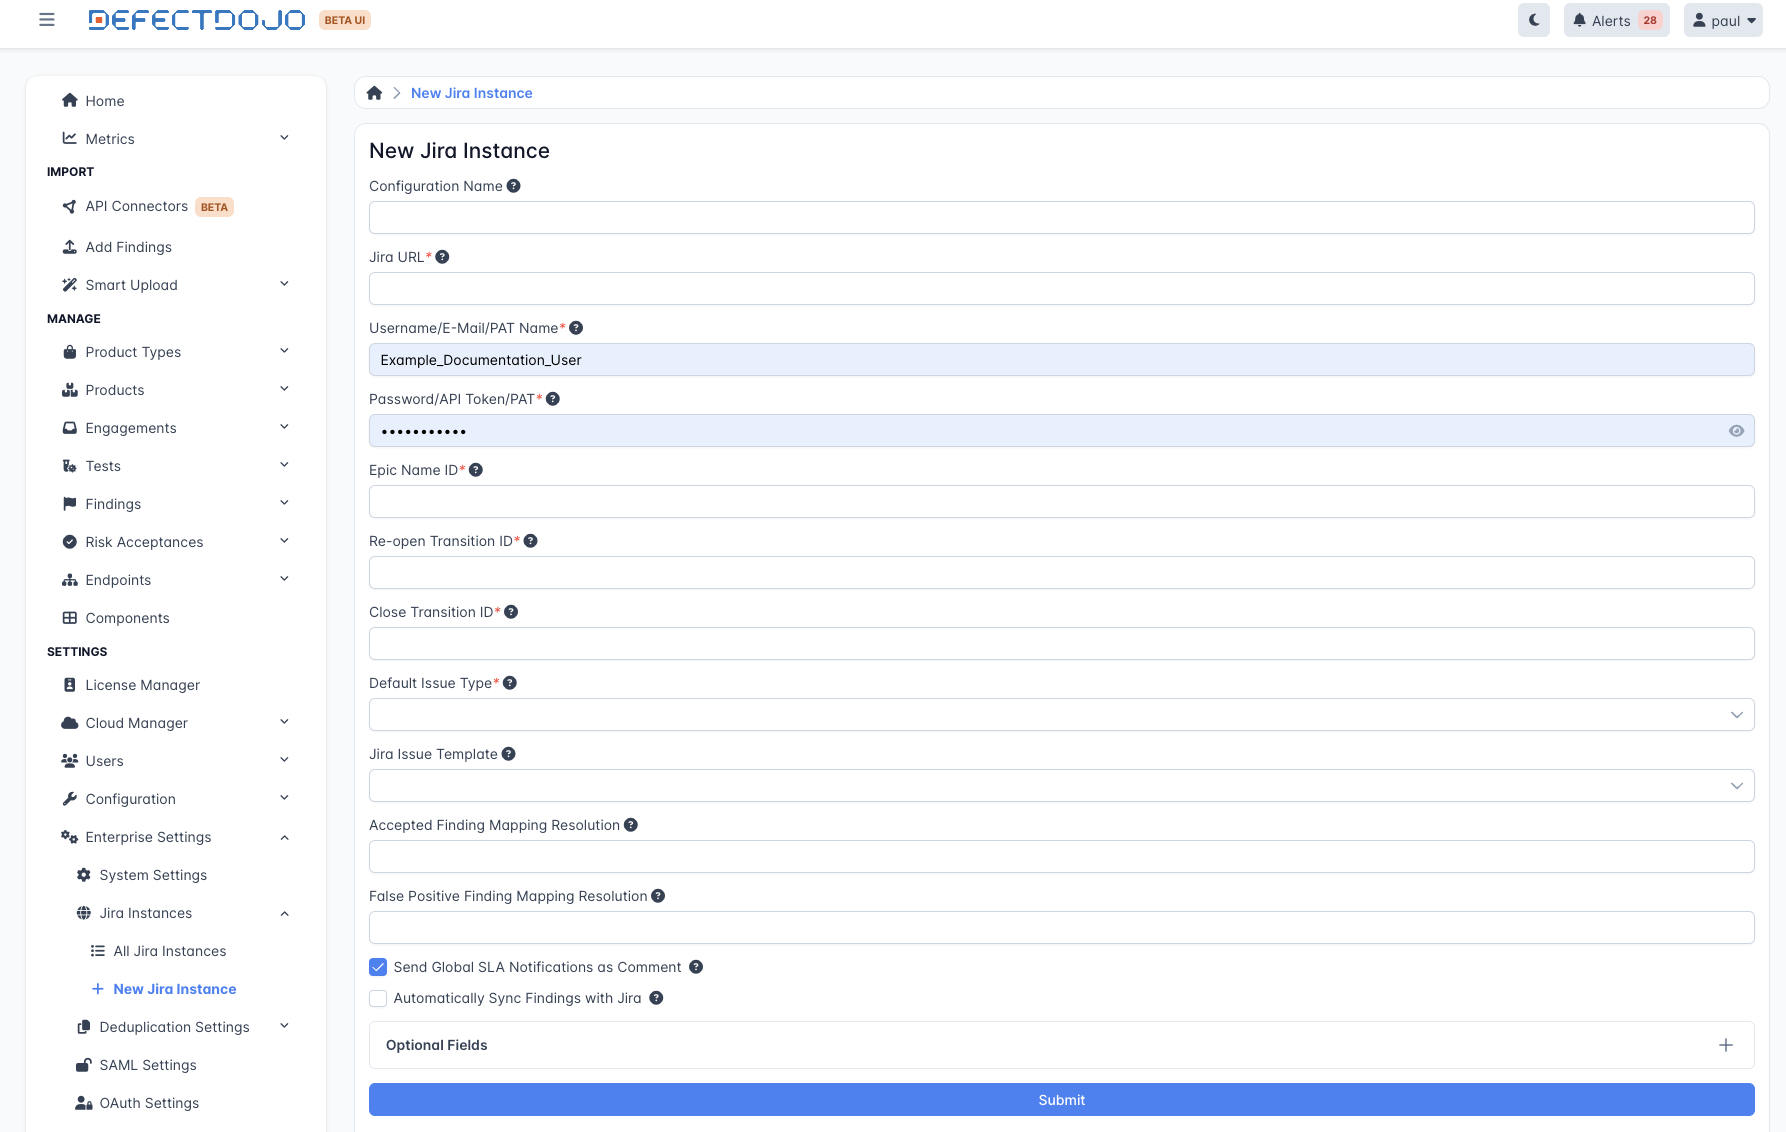 DEFECTDOJO BETA UI
Alerts 28
paul
Home
Metrics
IMPORT
API Connectors BETA
Add Findings
Smart Upload
MANAGE
Product Types
Products
Engagements
Tests
Findings
Risk Acceptances
Endpoints
Components
SETTINGS
License Manager
Cloud Manager
Users
Configuration
Enterprise Settings
System Settings
Jira Instances
All Jira Instances
New Jira Instance
Deduplication Settings
SAML Settings
OAuth Settings
New Jira Instance
New Jira Instance
Configuration Name
Jira URL*
Username/E-Mail/PAT Name*
Example_Documentation_User
Password/API Token/PAT*
•••••••••••
Epic Name ID*
Re-open Transition ID*
Close Transition ID*
Default Issue Type*
Jira Issue Template
Accepted Finding Mapping Resolution
False Positive Finding Mapping Resolution
Send Global SLA Notifications as Comment
Automatically Sync Findings with Jira
Optional Fields
Submit